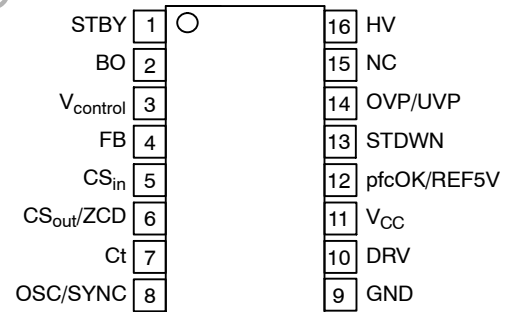 STBY 1 16 HV
BO 2 15 NC
Vcontrol 3 14 OVP/UVP
FB 4 13 STDWN
CSin 5 12 pfcOK/REF5V
CSout/ZCD 6 11 VCC
Ct 7 10 DRV
OSC/SYNC 8 9 GND